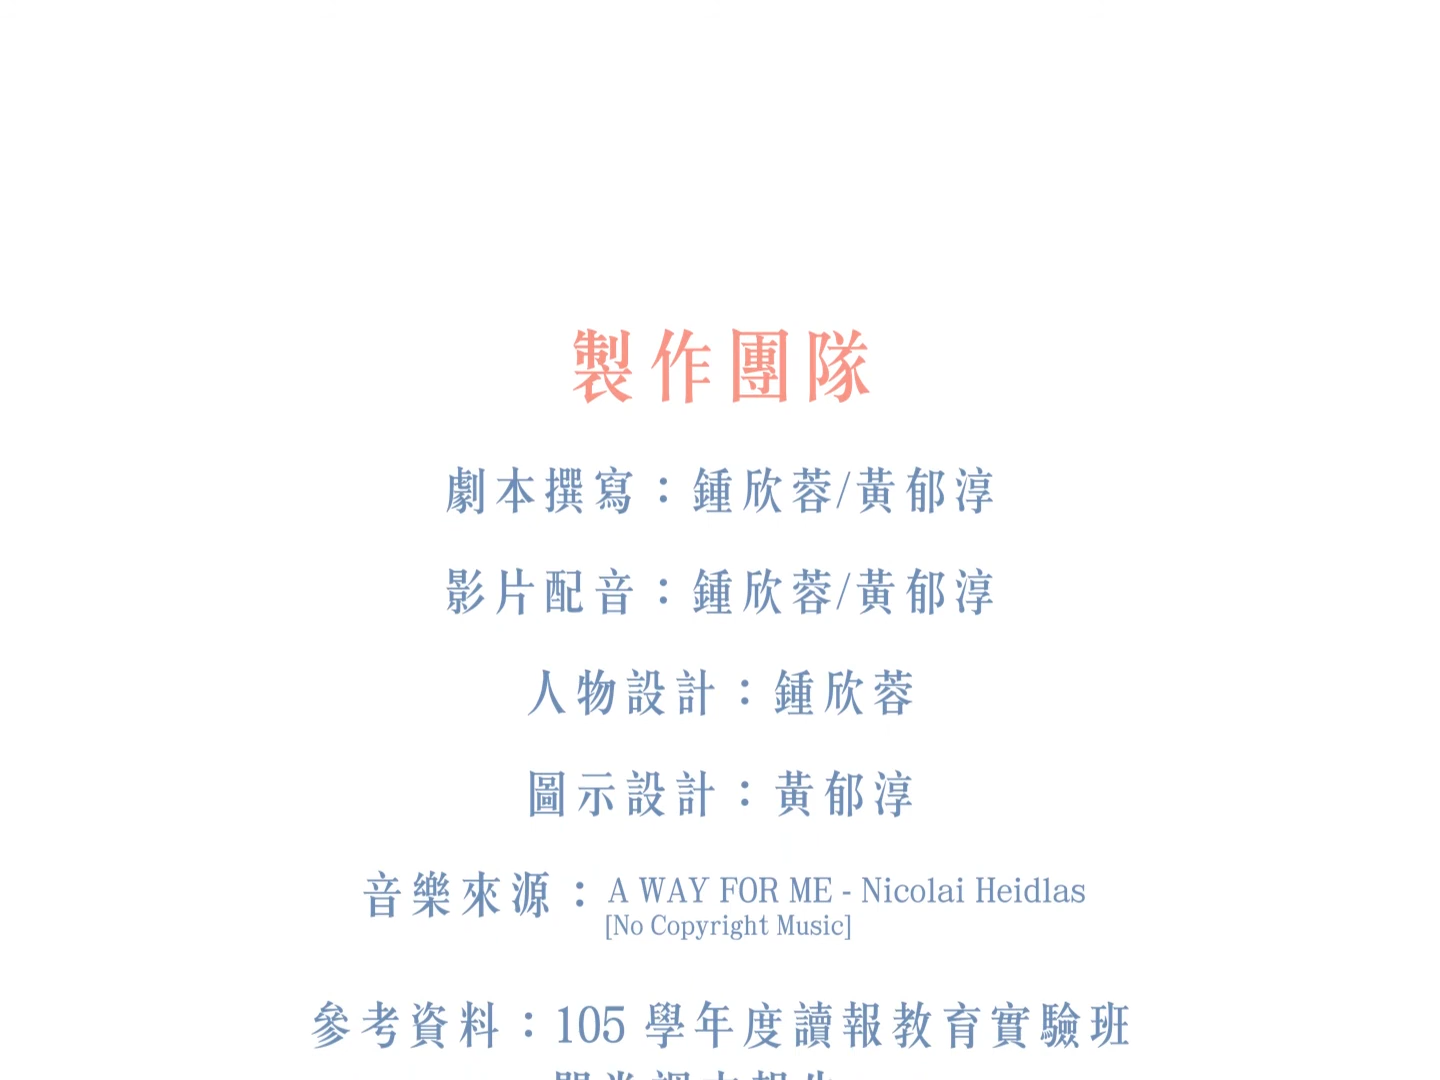 製作團隊
劇本撰寫：鍾欣蓉/黃郁淳
影片配音：鍾欣蓉/黃郁淳
人物設計：鍾欣蓉
圖示設計：黃郁淳
音樂來源：A WAY FOR ME - Nicolai Heidlas
[No Copyright Music]
參考資料：105 學年度讀報教育實驗班